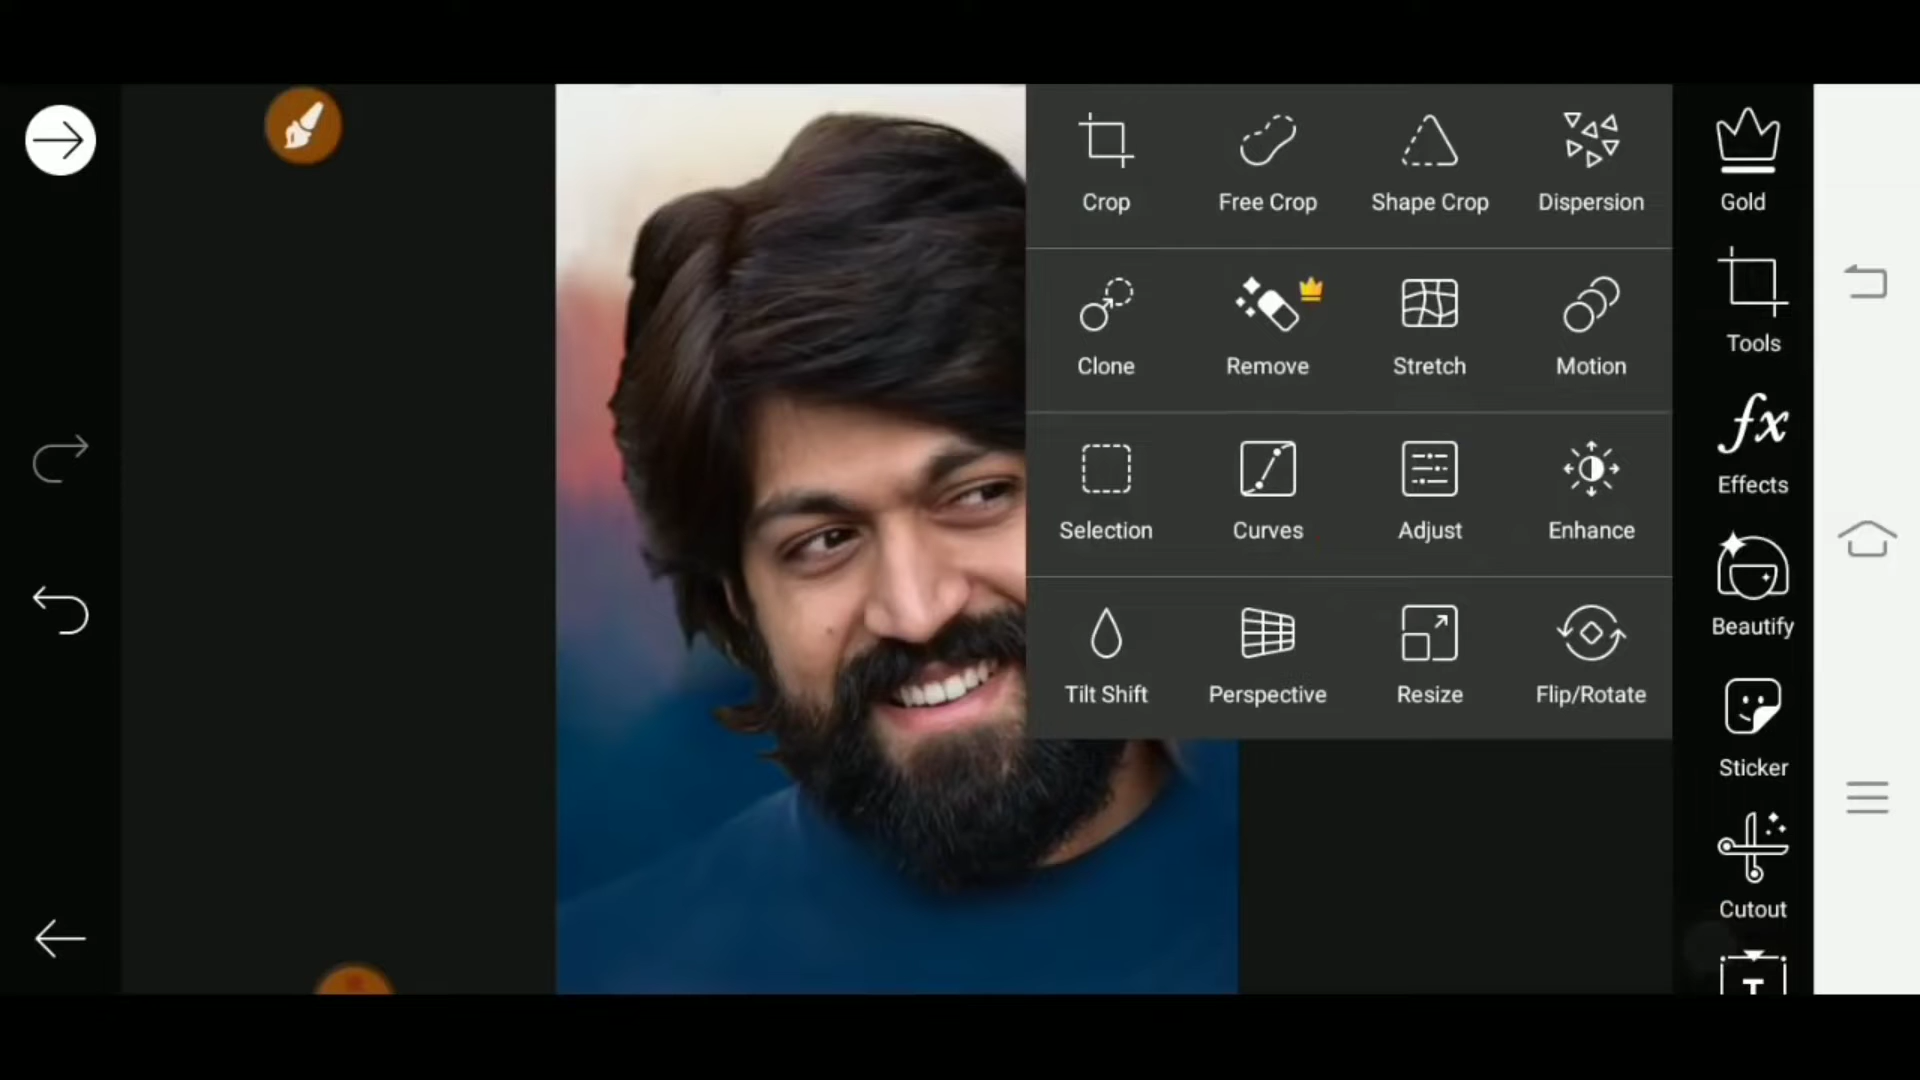 Crop Free Crop Shape Crop Dispersion
Clone Remove Stretch Motion
Selection Curves Adjust Enhance
Tilt Shift Perspective Resize Flip/Rotate
Gold
Tools
fx
Effects
Beautify
Sticker
Cutout
T